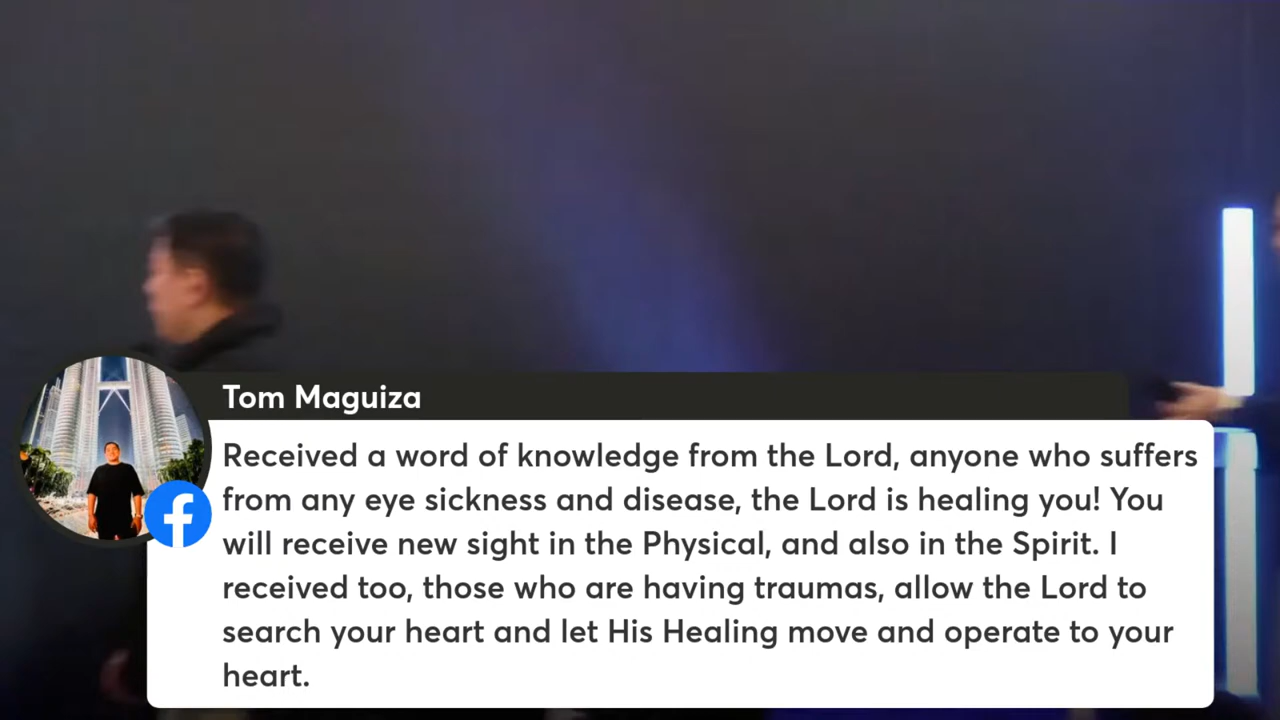 Tom Maguiza
Received a word of knowledge from the Lord, anyone who suffers
from any eye sickness and disease, the Lord is healing you! You
will receive new sight in the Physical, and also in the Spirit. I
received too, those who are having traumas, allow the Lord to
search your heart and let His Healing move and operate to your
heart.